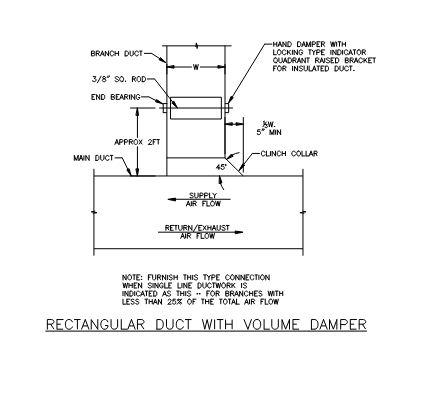 BRANCH DUCT
HAND DAMPER WITH
LOCKING TYPE INDICATOR
QUADRANT RAISED BRACKET
FOR INSULATED DUCT.
W
3/8" SQ. ROD
END BEARING
½W.
5" MIN
APPROX 2FT
CLINCH COLLAR
MAIN DUCT
45°
SUPPLY
AIR FLOW
RETURN/EXHAUST
AIR FLOW
NOTE: FURNISH THIS TYPE CONNECTION
WHEN SINGLE LINE DUCTWORK IS
INDICATED AS THIS -- FOR BRANCHES WITH
LESS THAN 25% OF THE TOTAL AIR FLOW
RECTANGULAR DUCT WITH VOLUME DAMPER